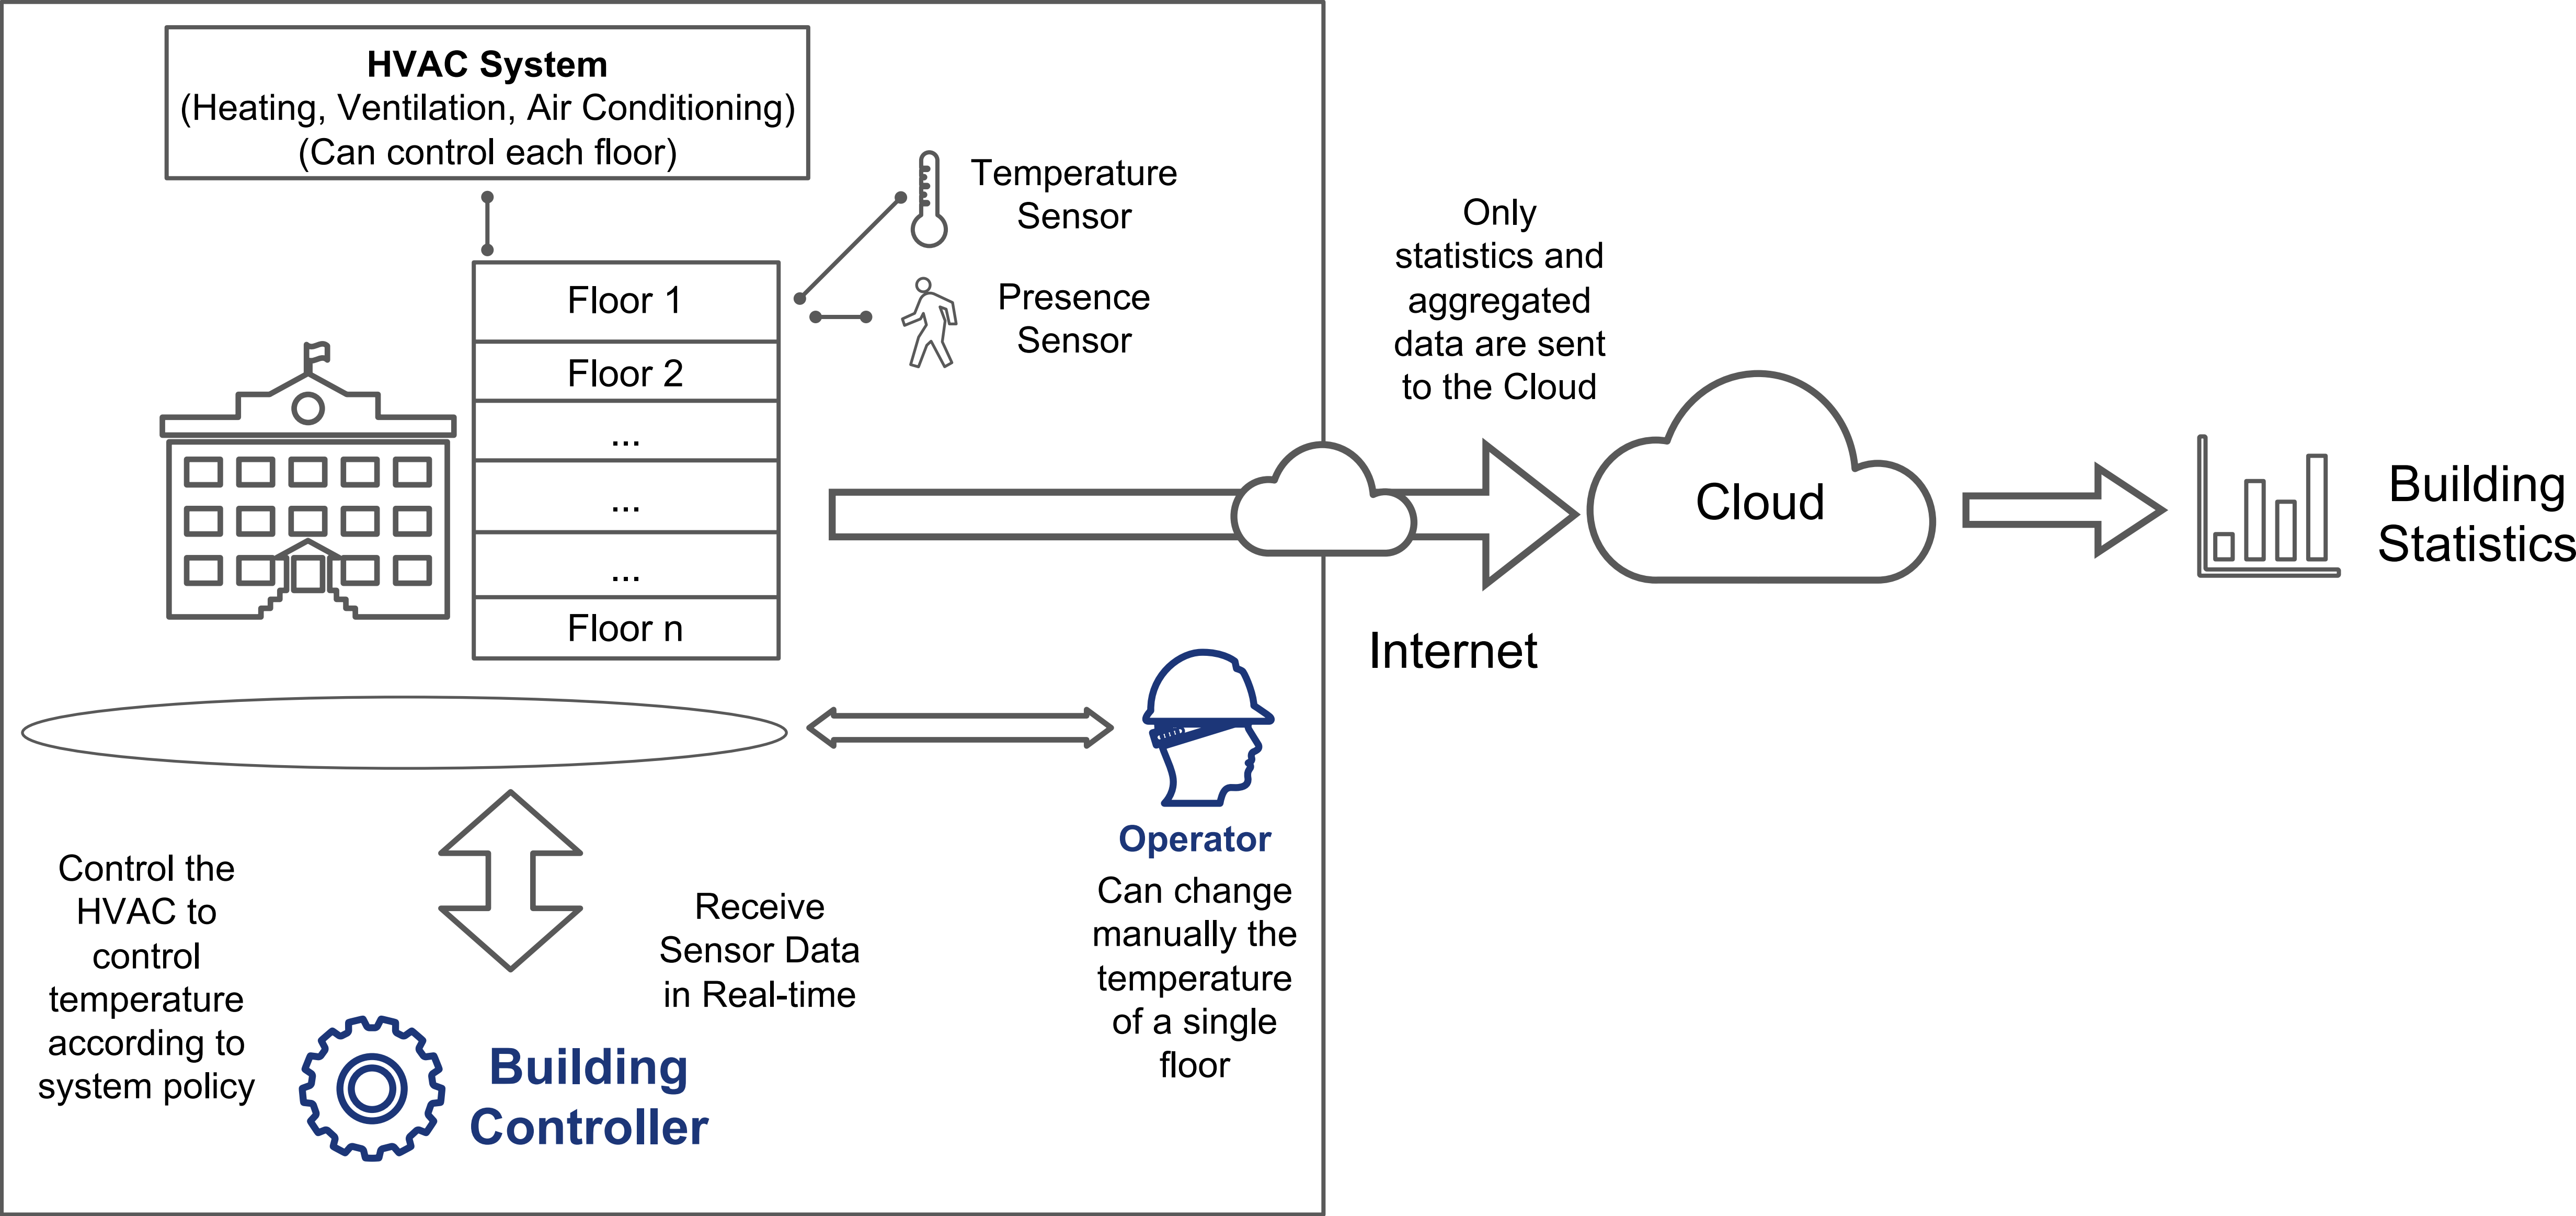 HVAC System
(Heating, Ventilation, Air Conditioning)
(Can control each floor)
Temperature
Sensor
Presence
Sensor
Floor 1
Floor 2
...
...
...
Floor n
Only
statistics and
aggregated
data are sent
to the Cloud
Cloud
Building
Statistics
Internet
Operator
Can change
manually the
temperature
of a single
floor
Control the
HVAC to
control
temperature
according to
system policy
Receive
Sensor Data
in Real-time
Building
Controller